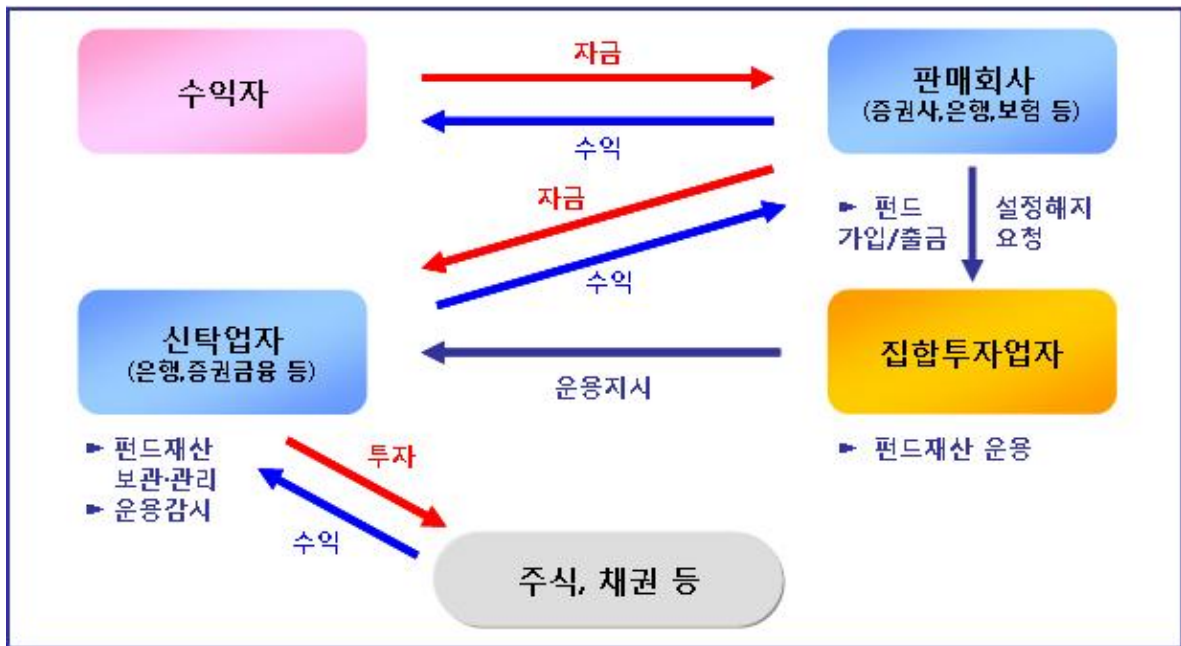 자금
수익자
판매회사
(증권사,은행,보험 등)
수익
자금
► 펀드
가입/출금
설정해지
요청
수익
신탁업자
(은행,증권금융 등)
집합투자업자
운용지시
► 펀드재산
보관·관리
► 운용감시
투자
► 펀드재산 운용
수익
주식, 채권 등